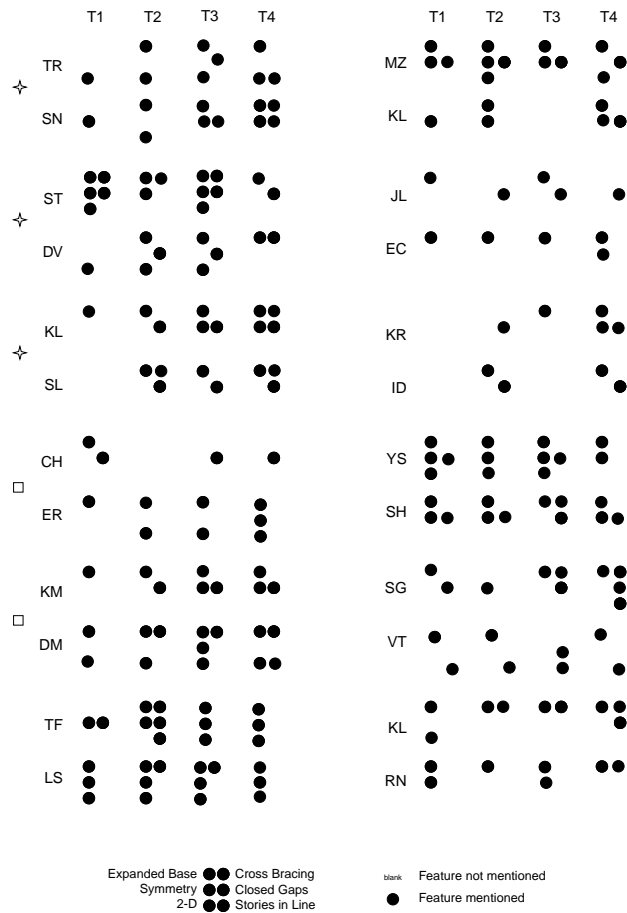 T1 T2 T3 T4 T1 T2 T3 T4
TR MZ
SN KL
ST JL
DV EC
KL KR
SL ID
CH YS
ER SH
KM SG
DM VT
TF KL
LS RN
Expanded Base Cross Bracing blank Feature not mentioned
Symmetry Closed Gaps
2-D Stories in Line Feature mentioned